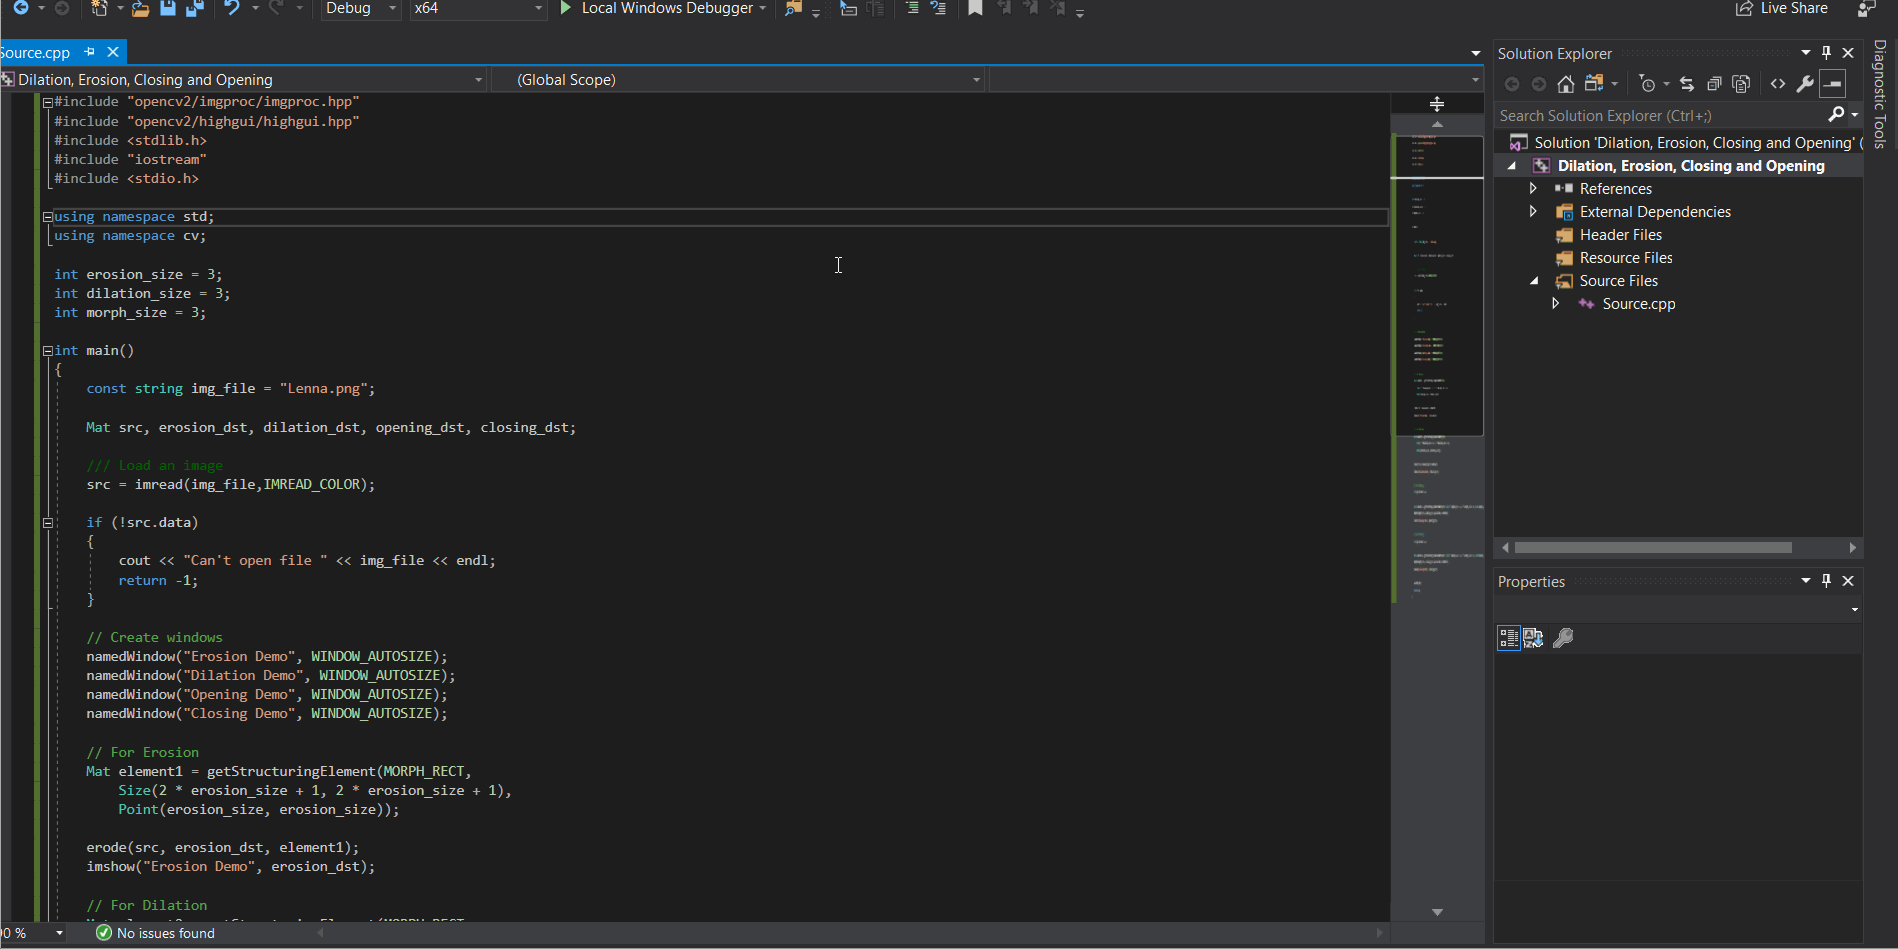 Debug
x64
Local Windows Debugger
Live Share
Source.cpp
Dilation, Erosion, Closing and Opening
(Global Scope)
#include "opencv2/imgproc/imgproc.hpp"
#include "opencv2/highgui/highgui.hpp"
#include <stdlib.h>
#include "iostream"
#include <stdio.h>
using namespace std;
using namespace cv;
int erosion_size = 3;
int dilation_size = 3;
int morph_size = 3;
int main()
{
const string img_file = "Lenna.png";
Mat src, erosion_dst, dilation_dst, opening_dst, closing_dst;
/// Load an image
src = imread(img_file,IMREAD_COLOR);
if (!src.data)
{
cout << "Can't open file " << img_file << endl;
return -1;
}
// Create windows
namedWindow("Erosion Demo", WINDOW_AUTOSIZE);
namedWindow("Dilation Demo", WINDOW_AUTOSIZE);
namedWindow("Opening Demo", WINDOW_AUTOSIZE);
namedWindow("Closing Demo", WINDOW_AUTOSIZE);
// For Erosion
Mat element1 = getStructuringElement(MORPH_RECT,
Size(2 * erosion_size + 1, 2 * erosion_size + 1),
Point(erosion_size, erosion_size));
erode(src, erosion_dst, element1);
imshow("Erosion Demo", erosion_dst);
// For Dilation
No issues found
Solution Explorer
Search Solution Explorer (Ctrl+;)
Solution 'Dilation, Erosion, Closing and Opening' (
Dilation, Erosion, Closing and Opening
References
External Dependencies
Header Files
Resource Files
Source Files
Source.cpp
Properties
Diagnostic Tools